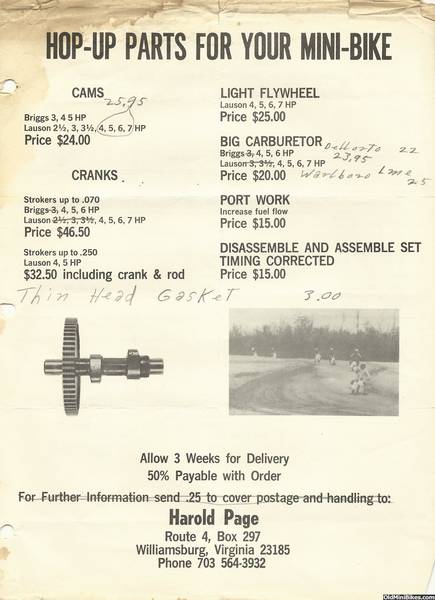 HOP-UP PARTS FOR YOUR MINI-BIKE
CAMS
25.95
Briggs 3, 4 5 HP
Lauson 2½, 3, 3½, 4, 5, 6, 7 HP
Price $24.00
CRANKS
Strokers up to .070
Briggs 3, 4, 5, 6 HP
Lauson 2½, 3, 3½, 4, 5, 6, 7 HP
Price $46.50
Strokers up to .250
Lauson 4, 5 HP
$32.50 including crank & rod
LIGHT FLYWHEEL
Lauson 4, 5, 6, 7 HP
Price $25.00
BIG CARBURETOR Dellorto 22
Briggs 3, 4, 5, 6 HP 23,95
Lauson 3, 3½, 4, 5, 6, 7 HP
Price $20.00 Warlboro Lme 25
PORT WORK
Increase fuel flow
Price $15.00
DISASSEMBLE AND ASSEMBLE SET
TIMING CORRECTED
Price $15.00
Thin Head Gasket 3.00
Allow 3 Weeks for Delivery
50% Payable with Order
For Further Information send .25 to cover postage and handling to:
Harold Page
Route 4, Box 297
Williamsburg, Virginia 23185
Phone 703 564-3932
OldMiniBikes.com